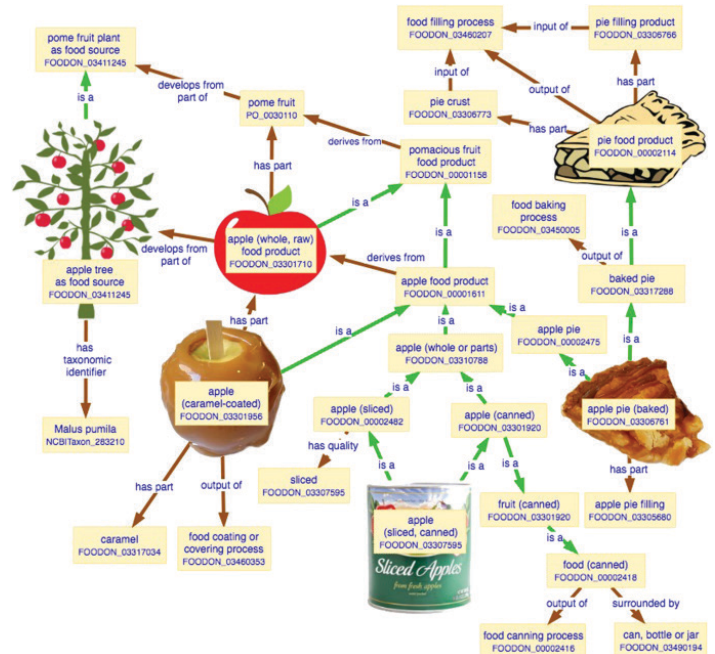 food filling process
FOODON_03460207
input of
pie filling product
FOODON_03306766
pome fruit plant
as food source
FOODON_03411245
develops from
part of
is a
pome fruit
PO_0030110
input of
output of
has part
pie crust
FOODON_03306773
has part
pie food product
FOODON_00002114
derives from
pomacious fruit
food product
FOODON_00001158
has part
is a
food baking
process
FOODON_03450005
is a
is a
develops from
part of
apple (whole, raw)
food product
FOODON_03301710
derives from
output of
apple tree
as food source
FOODON_03411245
apple food product
FOODON_00001611
baked pie
FOODON_03317288
has part
is a
is a
is a
is a
apple pie
FOODON_00002475
has
taxonomic
identifier
apple (whole or parts)
FOODON_03310788
is a
is a
is a
apple
(caramel-coated)
FOODON_03301956
apple (sliced)
FOODON_00002482
apple (canned)
FOODON_03301920
apple pie (baked)
FOODON_03306761
Malus pumila
NCBITaxon_283210
has quality
is a
is a
is a
has part
sliced
FOODON_03307595
has part
output of
fruit (canned)
FOODON_03301920
apple pie filling
FOODON_03305680
apple
(sliced, canned)
FOODON_03307595
is a
caramel
FOODON_03317034
food coating or
covering process
FOODON_03460353
Sliced Apples
from fresh apples
food (canned)
FOODON_00002418
output of
surrounded by
food canning process
FOODON_00002416
can, bottle or jar
FOODON_03490194